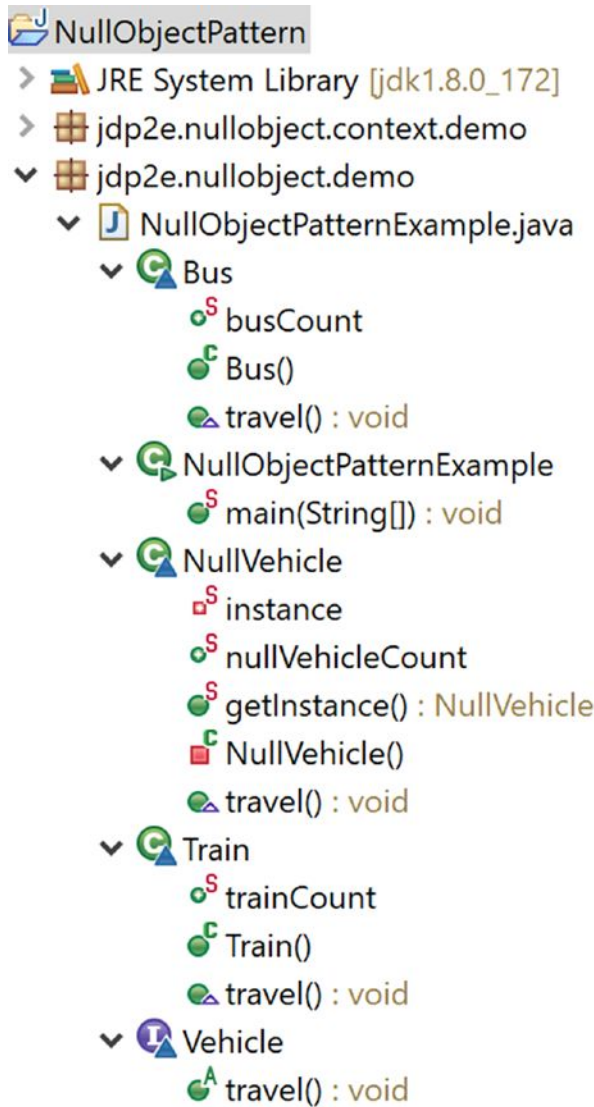 NullObjectPattern
JRE System Library [jdk1.8.0_172]
jdp2e.nullobject.context.demo
jdp2e.nullobject.demo
NullObjectPatternExample.java
Bus
busCount
Bus()
travel() : void
NullObjectPatternExample
main(String[]) : void
NullVehicle
instance
nullVehicleCount
getInstance() : NullVehicle
NullVehicle()
travel() : void
Train
trainCount
Train()
travel() : void
Vehicle
travel() : void